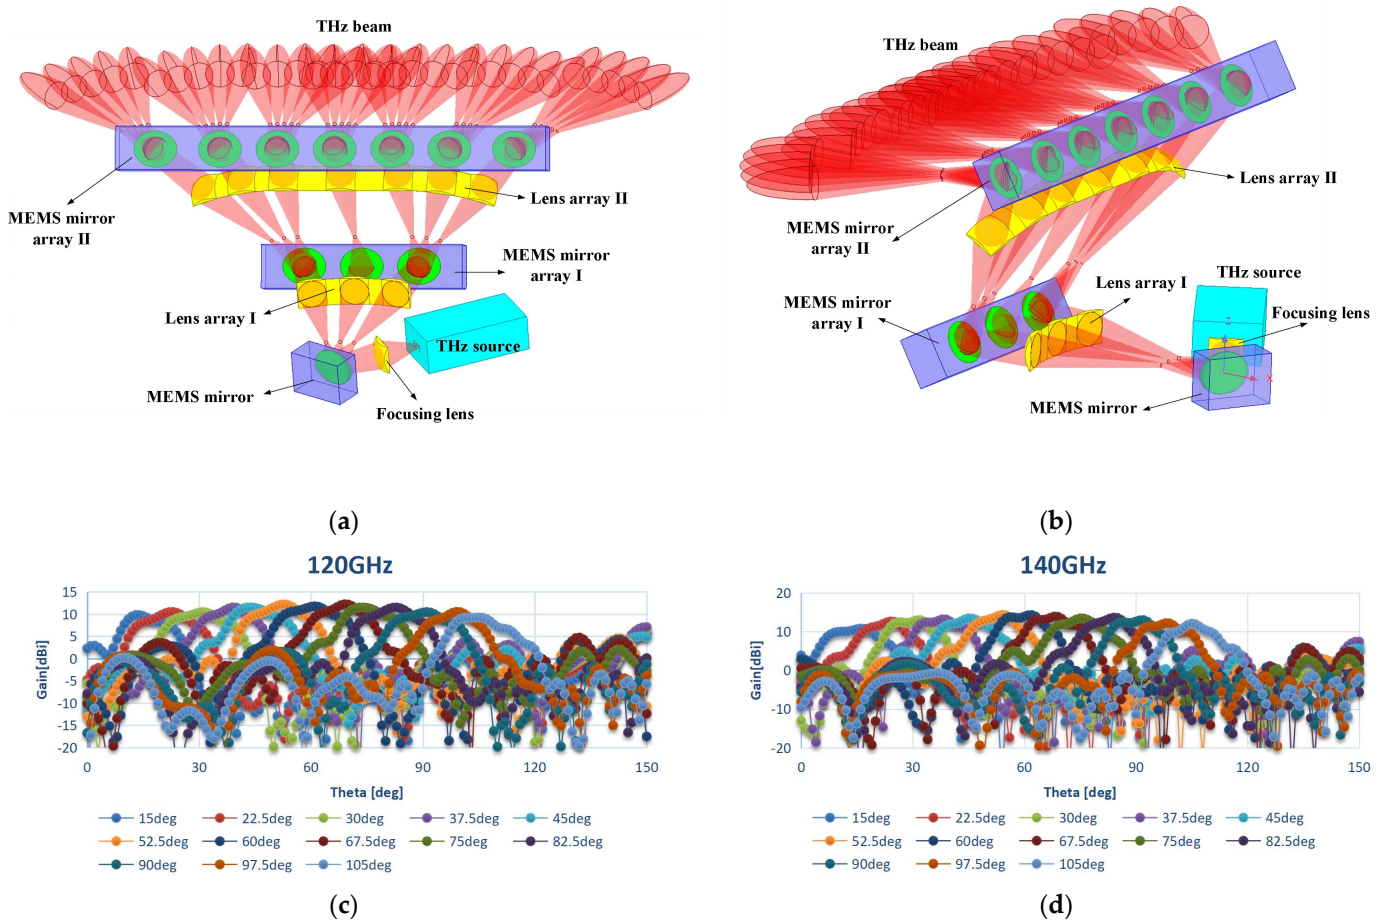 THz beam
MEMS mirror
array II
Lens array II
MEMS mirror
array I
Lens array I
THz source
MEMS mirror
Focusing lens
(a)
THz beam
Lens array II
MEMS mirror
array II
THz source
Lens array I
MEMS mirror
array I
Focusing lens
X
MEMS mirror
(b)
120GHz
Gain[dBi]
15
10
5
0
-5
-10
-15
-20
0 30 60 90 120 150
Theta [deg]
15deg 22.5deg 30deg 37.5deg 45deg
52.5deg 60deg 67.5deg 75deg 82.5deg
90deg 97.5deg 105deg
(c)
140GHz
Gain[dBi]
20
10
0
-10
-20
0 30 60 90 120 150
Theta [deg]
15deg 22.5deg 30deg 37.5deg 45deg
52.5deg 60deg 67.5deg 75deg 82.5deg
90deg 97.5deg 105deg
(d)